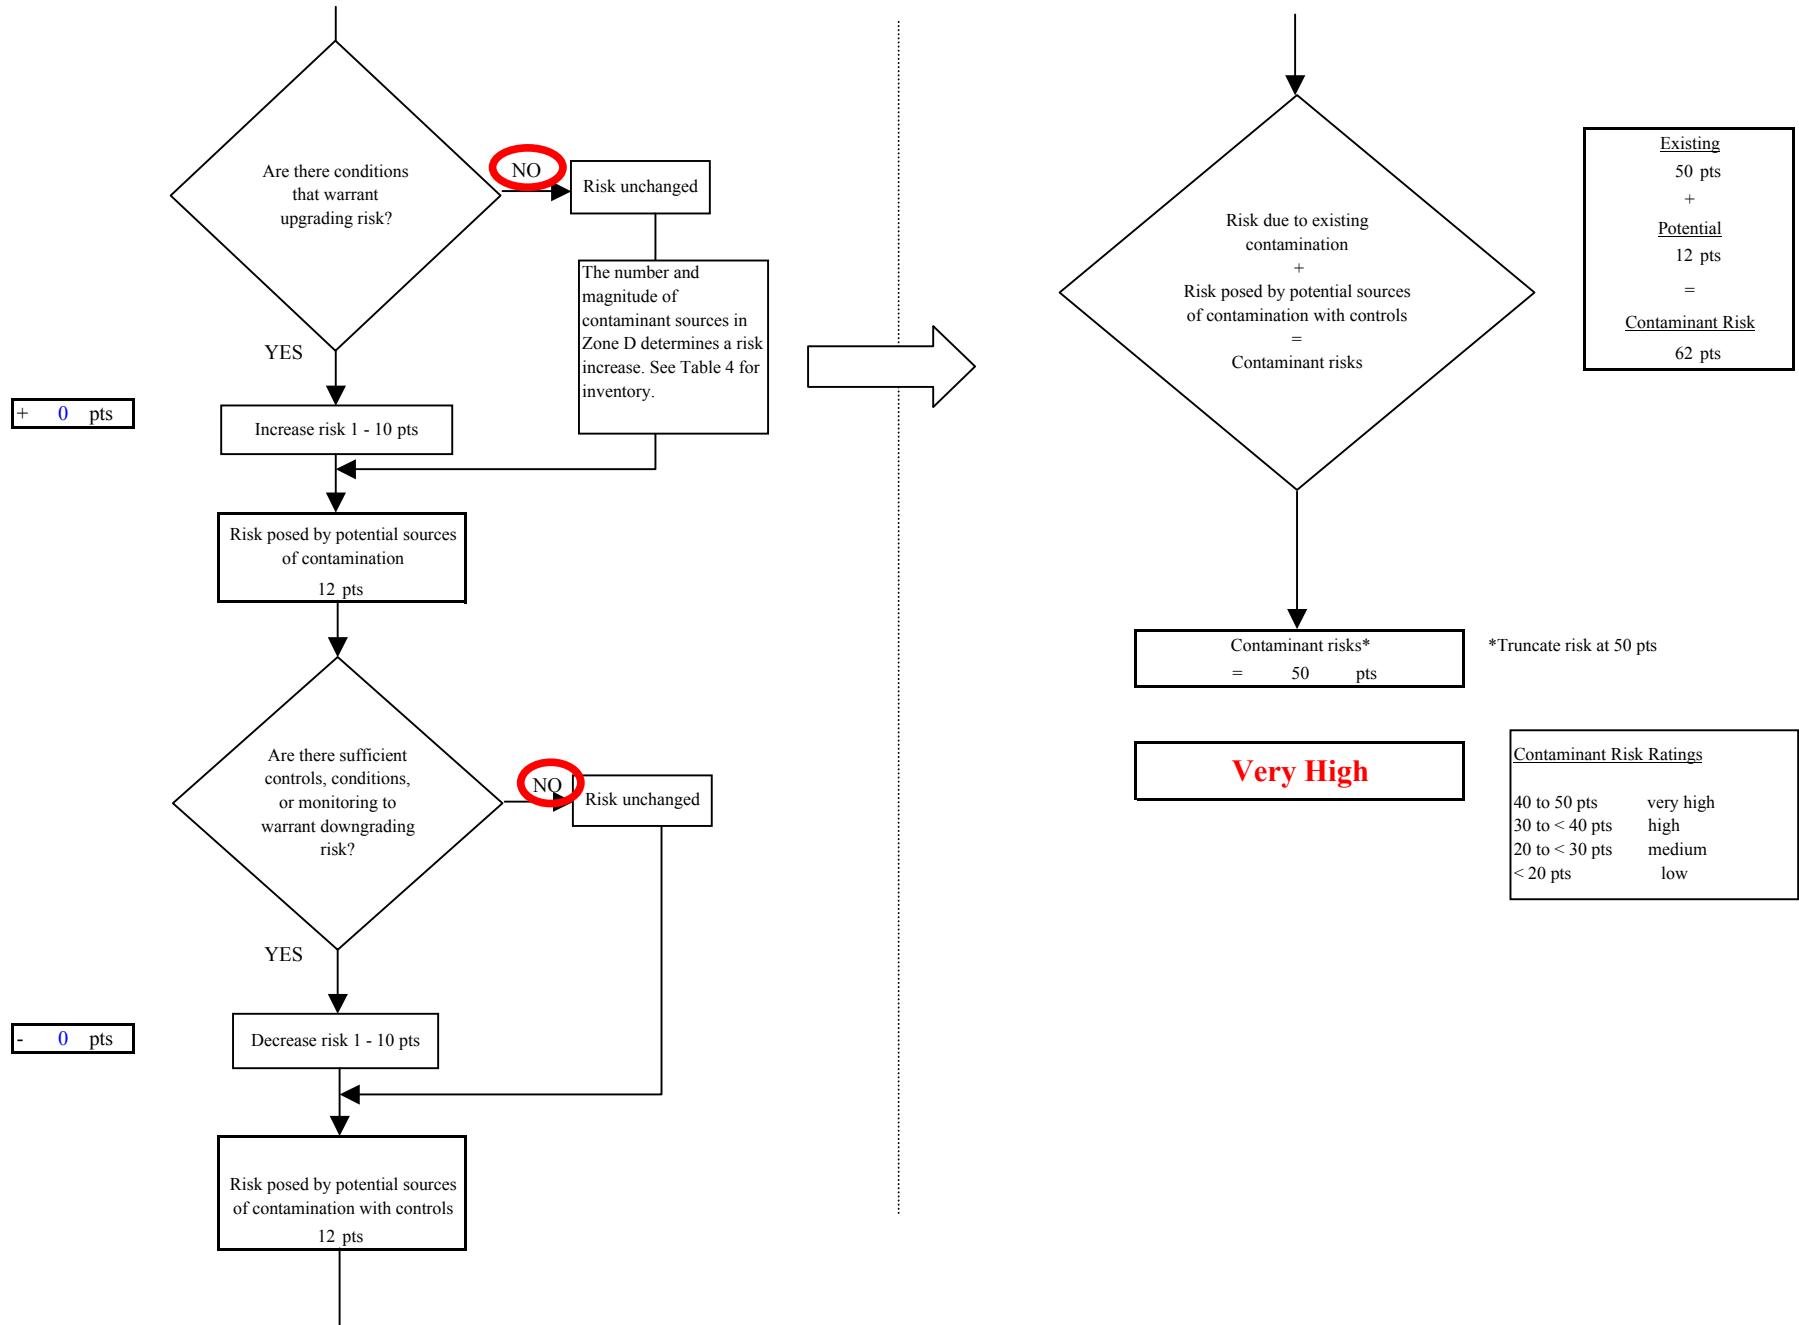 Are there conditions
that warrant
upgrading risk?
NO
Risk unchanged
The number and
magnitude of
contaminant sources in
Zone D determines a risk
increase. See Table 4 for
inventory.
YES
+ 0 pts
Increase risk 1 - 10 pts
Risk posed by potential sources
of contamination
12 pts
Are there sufficient
controls, conditions,
or monitoring to
warrant downgrading
risk?
NO
Risk unchanged
YES
- 0 pts
Decrease risk 1 - 10 pts
Risk posed by potential sources
of contamination with controls
12 pts
Risk due to existing
contamination
+
Risk posed by potential sources
of contamination with controls
=
Contaminant risks
Existing
50 pts
+
Potential
12 pts
=
Contaminant Risk
62 pts
Contaminant risks*
= 50 pts
*Truncate risk at 50 pts
Very High
Contaminant Risk Ratings
40 to 50 pts very high
30 to < 40 pts high
20 to < 30 pts medium
< 20 pts low